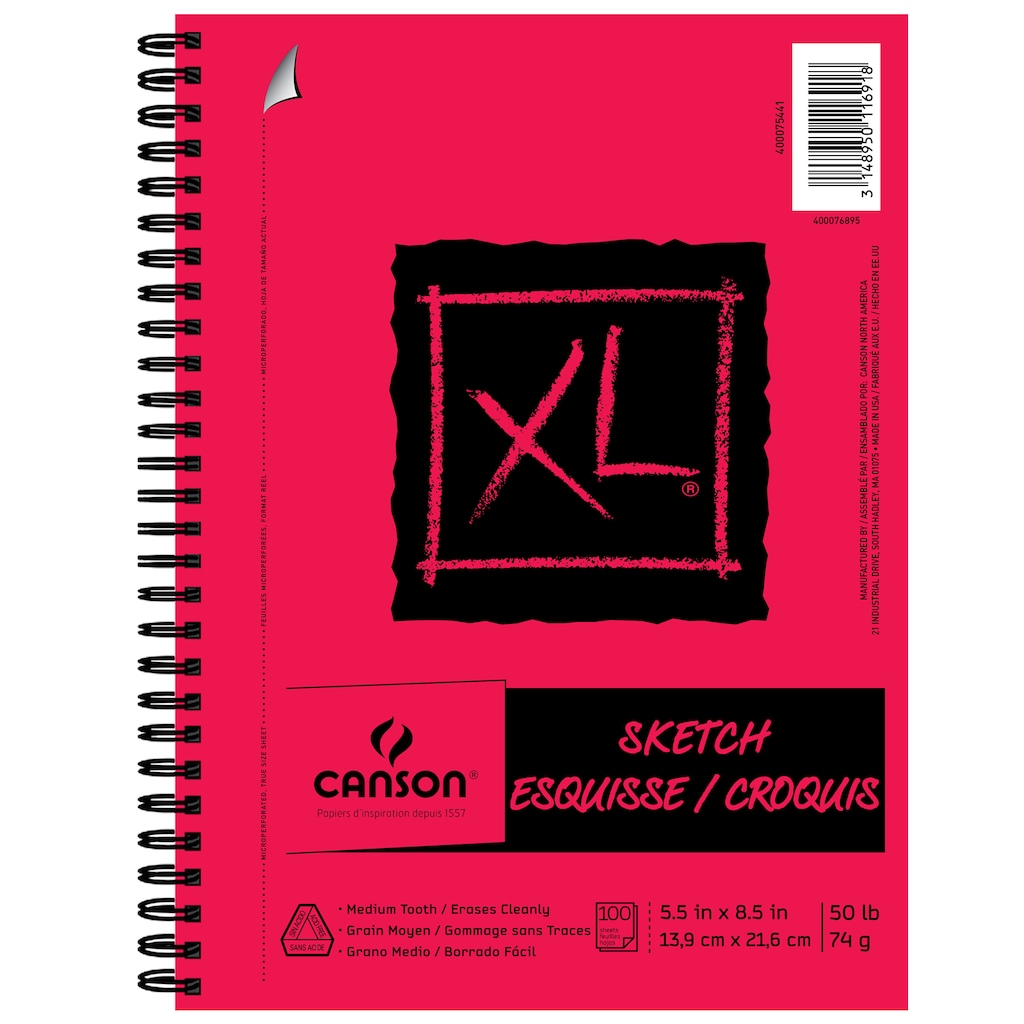 400075441
3 148950 116918
400076895
MANUFACTURED BY / ASSEMBLÉ PAR / ENSAMBLADO POR: CANSON NORTH AMERICA
21 INDUSTRIAL DRIVE, SOUTH HADLEY, MA 01075 • MADE IN USA / FABRIQUÉ AUX E.U. / HECHO EN EE.UU
MICROPERFORATED, TRUE SIZE SHEET
FEUILLES MICROPERFORÉES, FORMAT RÉEL
MICROPERFORADO, HOJA DE TAMAÑO ACTUAL
XL®
CANSON®
Papiers d'inspiration depuis 1557
SKETCH
ESQUISSE / CROQUIS
SIN ÁCIDO
ACID FREE
SANS ACIDE
• Medium Tooth / Erases Cleanly
• Grain Moyen / Gommage sans Traces
• Grano Medio / Borrado Fácil
100
sheets
feuilles
hojas
5.5 in x 8.5 in
13,9 cm x 21,6 cm
50 lb
74 g